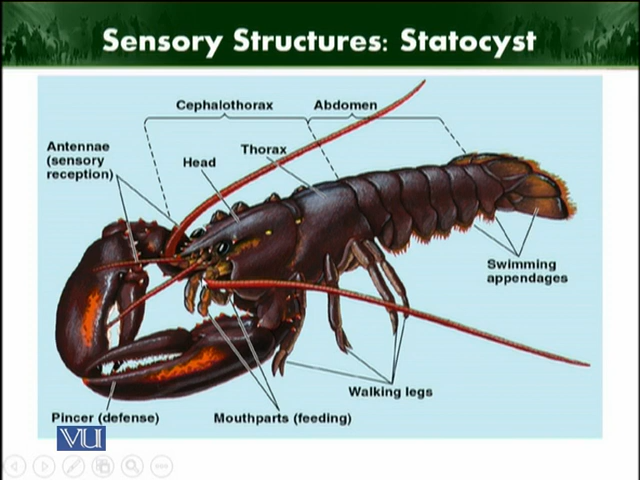 Sensory Structures: Statocyst
Cephalothorax
Abdomen
Antennae
(sensory
reception)
Head
Thorax
Swimming
appendages
Walking legs
Pincer (defense)
Mouthparts (feeding)
VU